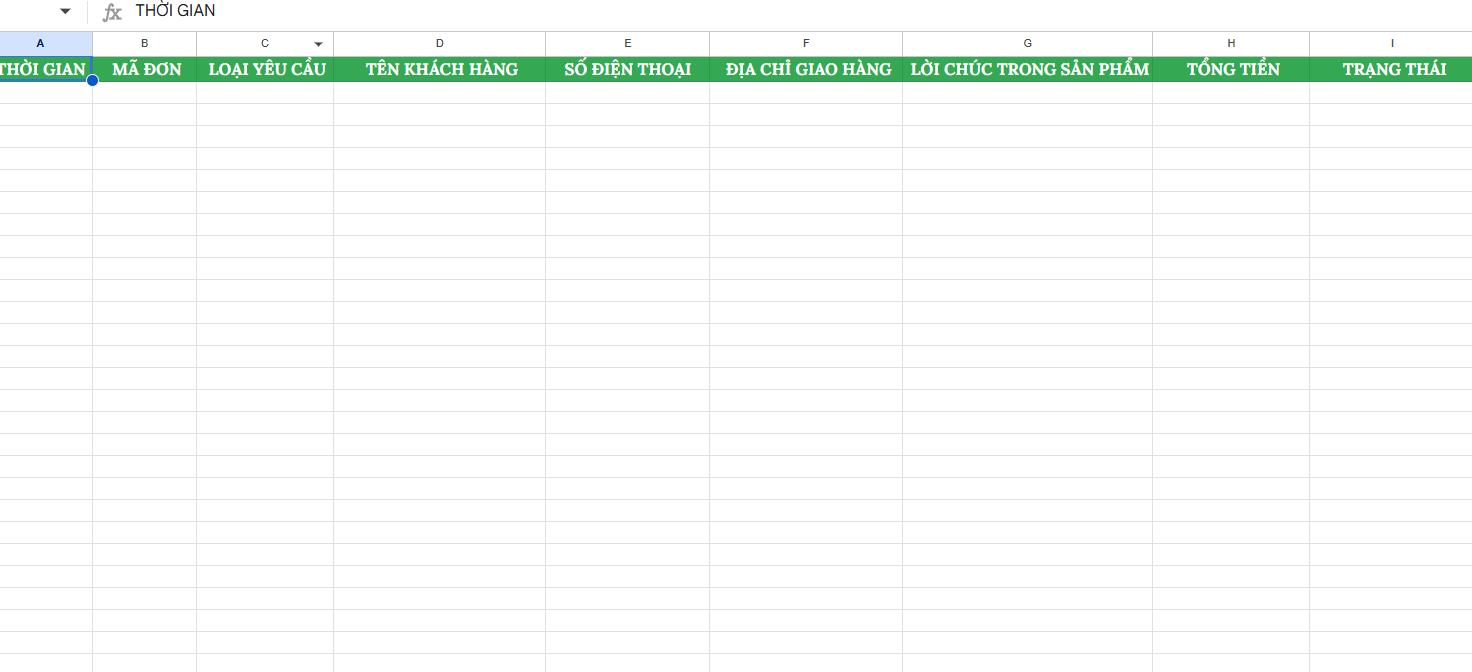 THỜI GIAN
A B C D E F G H I
THỜI GIAN MÃ ĐƠN LOẠI YÊU CẦU TÊN KHÁCH HÀNG SỐ ĐIỆN THOẠI ĐỊA CHỈ GIAO HÀNG LỜI CHÚC TRONG SẢN PHẨM TỔNG TIỀN TRẠNG THÁI